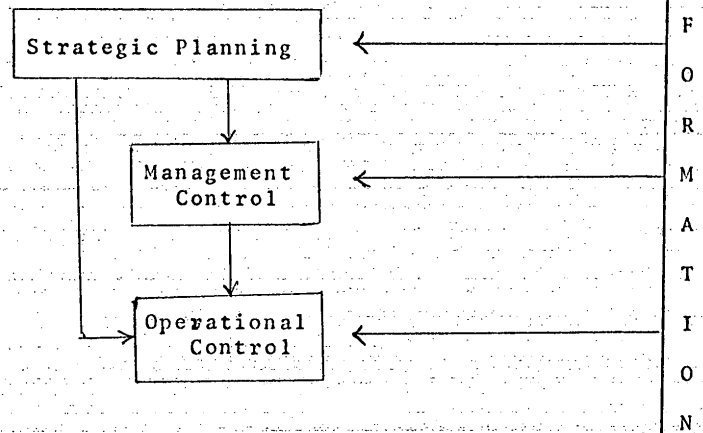 Strategic Planning
Management
Control
Operational
Control
F
O
R
M
A
T
I
O
N